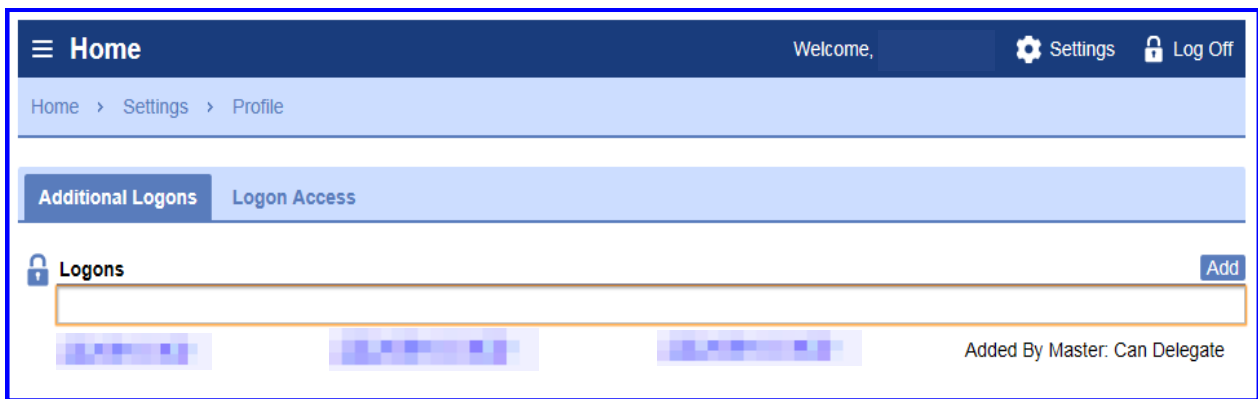 Home
Welcome,
Settings
Log Off
Home › Settings › Profile
Additional Logons
Logon Access
Logons
Add
Added By Master: Can Delegate